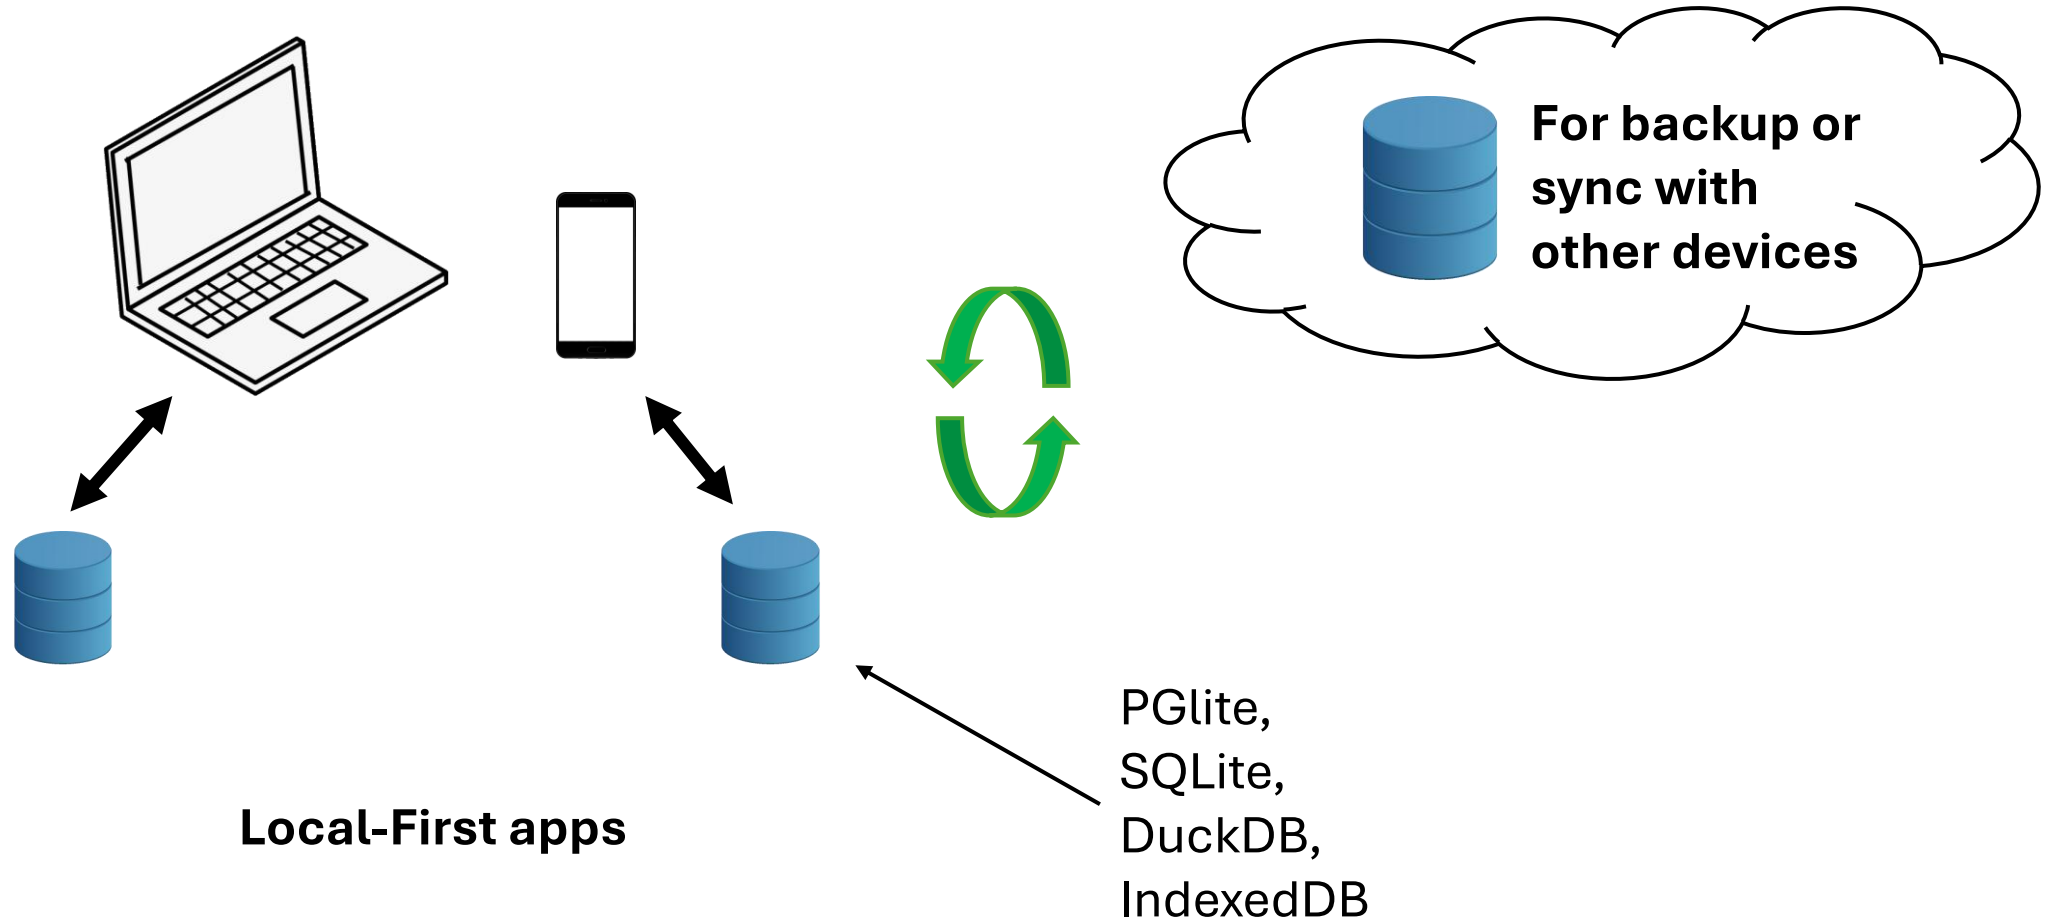 For backup or
sync with
other devices
PGlite,
SQLite,
DuckDB,
IndexedDB
Local-First apps